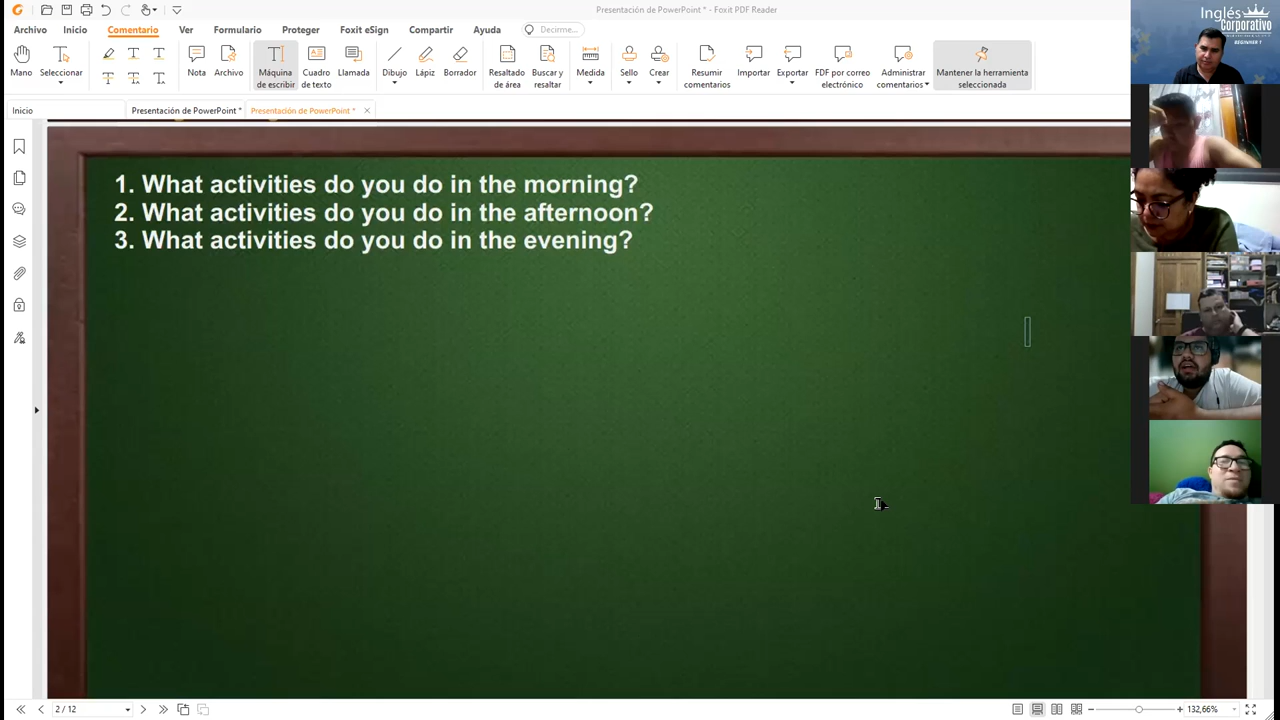 Presentación de PowerPoint * - Foxit PDF Reader
Archivo Inicio Comentario Ver Proteger Formulario Foxit eSign Compartir Ayuda Decirme...
Mano Seleccionar Nota Archivo Máquina de escribir Cuadro de texto Llamada Dibujo Lápiz Borrador Resaltado de área Buscar y resaltar Medida Sello Crear Resumir comentarios Importar Exportar FDF por correo electrónico Administrar comentarios Mantener la herramienta seleccionada
Inicio Presentación de PowerPoint * Presentación de PowerPoint *
Inglés
Corporativo
BEGINNER 1
1. What activities do you do in the morning?
2. What activities do you do in the afternoon?
3. What activities do you do in the evening?
2 / 12 132,66%